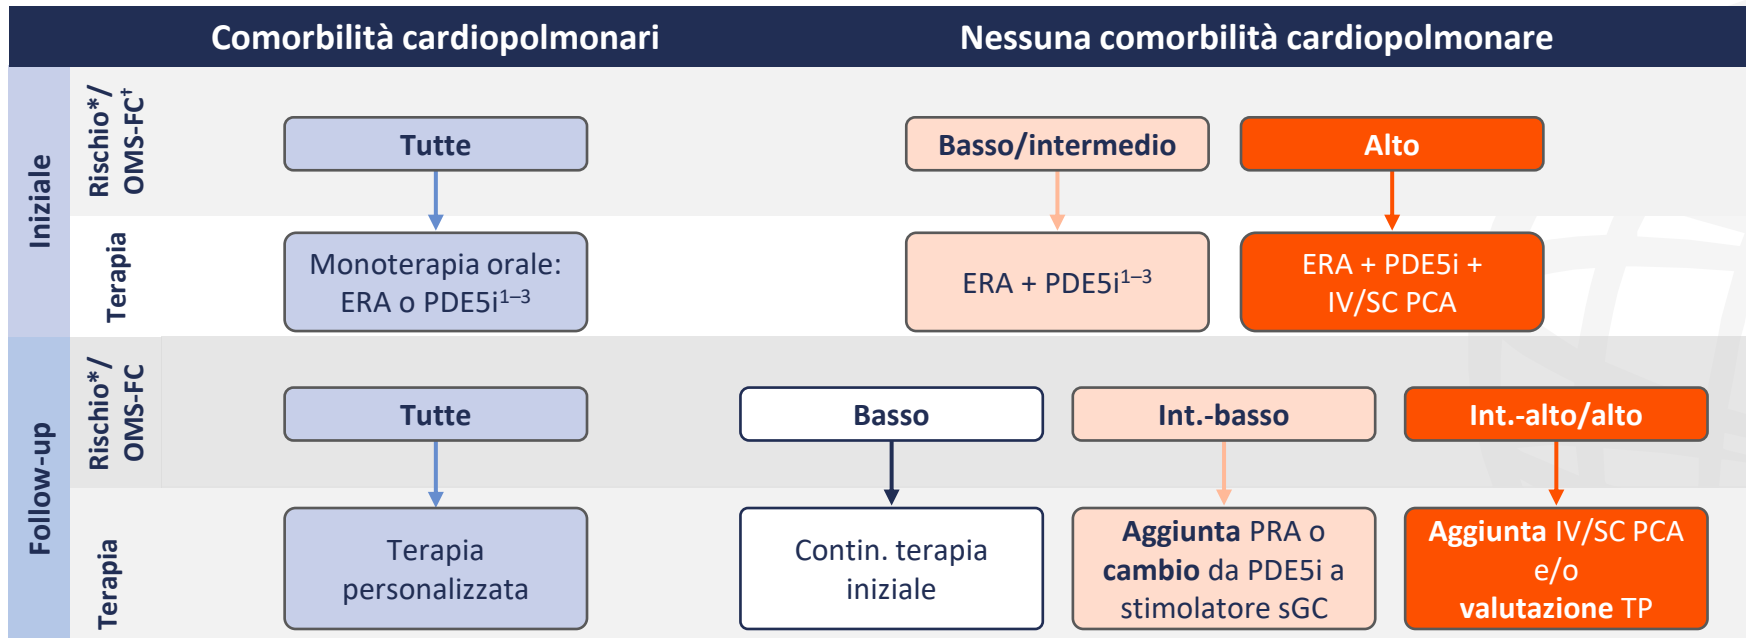 Comorbilità cardiopolmonari
Nessuna comorbilità cardiopolmonare
Iniziale
Rischio*/
OMS-FC†
Tutte
Basso/intermedio
Alto
Terapia
Monoterapia orale:
ERA o PDE5i1–3
ERA + PDE5i1–3
ERA + PDE5i +
IV/SC PCA
Follow-up
Rischio*/
OMS-FC
Tutte
Basso
Int.-basso
Int.-alto/alto
Terapia
Terapia
personalizzata
Contin. terapia
iniziale
Aggiunta PRA o
cambio da PDE5i a
stimolatore sGC
Aggiunta IV/SC PCA
e/o
valutazione TP